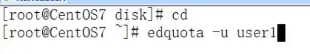 [root@CentOS7 disk]# cd
[root@CentOS7 ~]# edquota -u user1